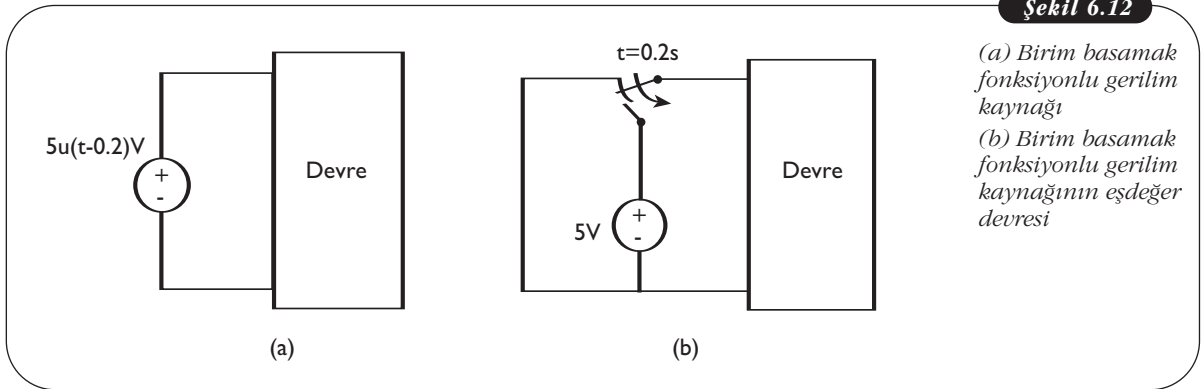 Şekil 6.12
(a) Birim basamak
fonksiyonlu gerilim
kaynağı
(b) Birim basamak
fonksiyonlu gerilim
kaynağının eşdeğer
devresi
5u(t-0.2)V
+
-
Devre
(a)
t=0.2s
5V
+
-
Devre
(b)